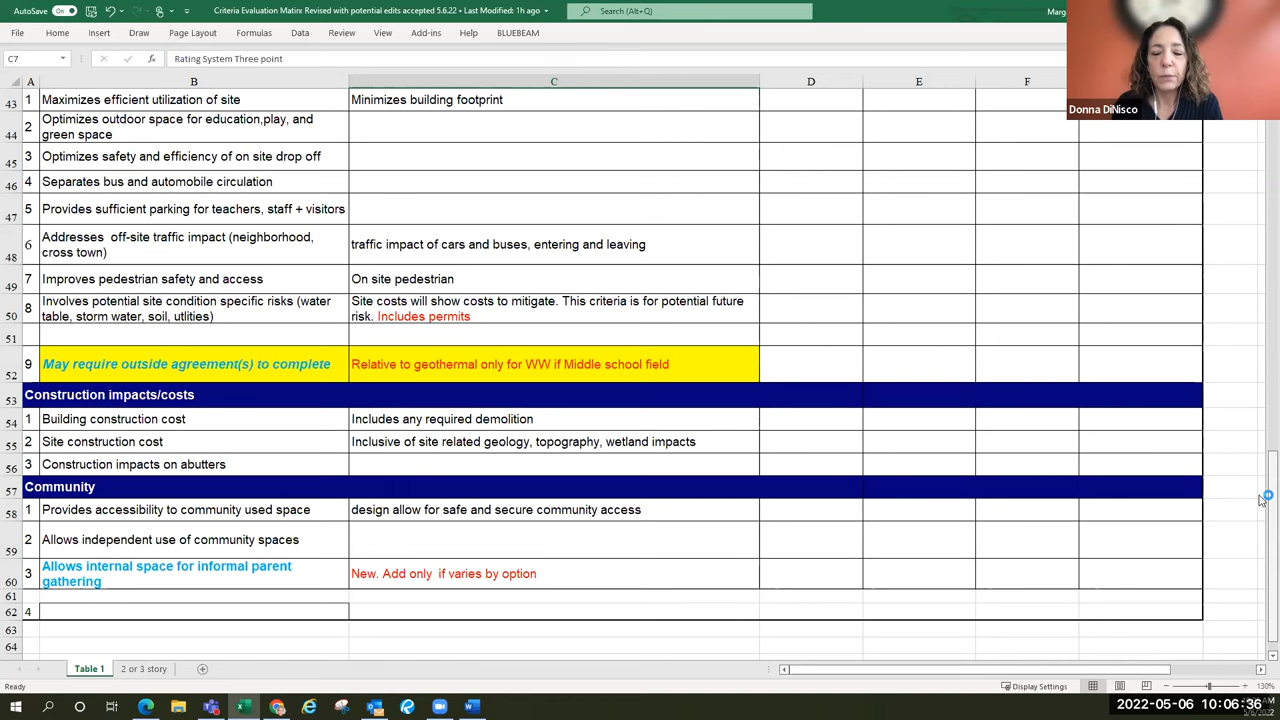 AutoSave On Criteria Evaluation Matirx Revised with potential edits accepted 5.6.22 • Last Modified: 1h ago Search (Alt+Q) Marg
File Home Insert Draw Page Layout Formulas Data Review View Add-ins Help BLUEBEAM
C7 fx Rating System Three point
Donna DiNisco
A B C D E F
43 1 Maximizes efficient utilization of site Minimizes building footprint
44 2 Optimizes outdoor space for education,play, and
green space
45 3 Optimizes safety and efficiency of on site drop off
46 4 Separates bus and automobile circulation
47 5 Provides sufficient parking for teachers, staff + visitors
48 6 Addresses off-site traffic impact (neighborhood,
cross town) traffic impact of cars and buses, entering and leaving
49 7 Improves pedestrian safety and access On site pedestrian
50 8 Involves potential site condition specific risks (water
table, storm water, soil, utlities) Site costs will show costs to mitigate. This criteria is for potential future
risk. Includes permits
51
52 9 May require outside agreement(s) to complete Relative to geothermal only for WW if Middle school field
53 Construction impacts/costs
54 1 Building construction cost Includes any required demolition
55 2 Site construction cost Inclusive of site related geology, topography, wetland impacts
56 3 Construction impacts on abutters
57 Community
58 1 Provides accessibility to community used space design allow for safe and secure community access
59 2 Allows independent use of community spaces
60 3 Allows internal space for informal parent
gathering New. Add only if varies by option
61
62 4
63
64
Table 1 2 or 3 story
Ready Display Settings 130%
2022-05-06 10:06:36